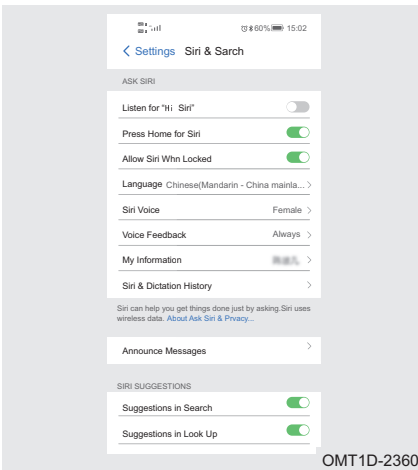 60% 15:02
Settings Siri & Sarch
ASK SIRI
Listen for "Hi Siri"
Press Home for Siri
Allow Siri Whn Locked
Language Chinese(Mandarin - China mainla...
Siri Voice Female
Voice Feedback Always
My Information
Siri & Dictation History
Siri can help you get things done just by asking.Siri uses
wireless data. About Ask Siri & Prvacy...
Announce Messages
SIRI SUGGESTIONS
Suggestions in Search
Suggestions in Look Up
OMT1D-2360